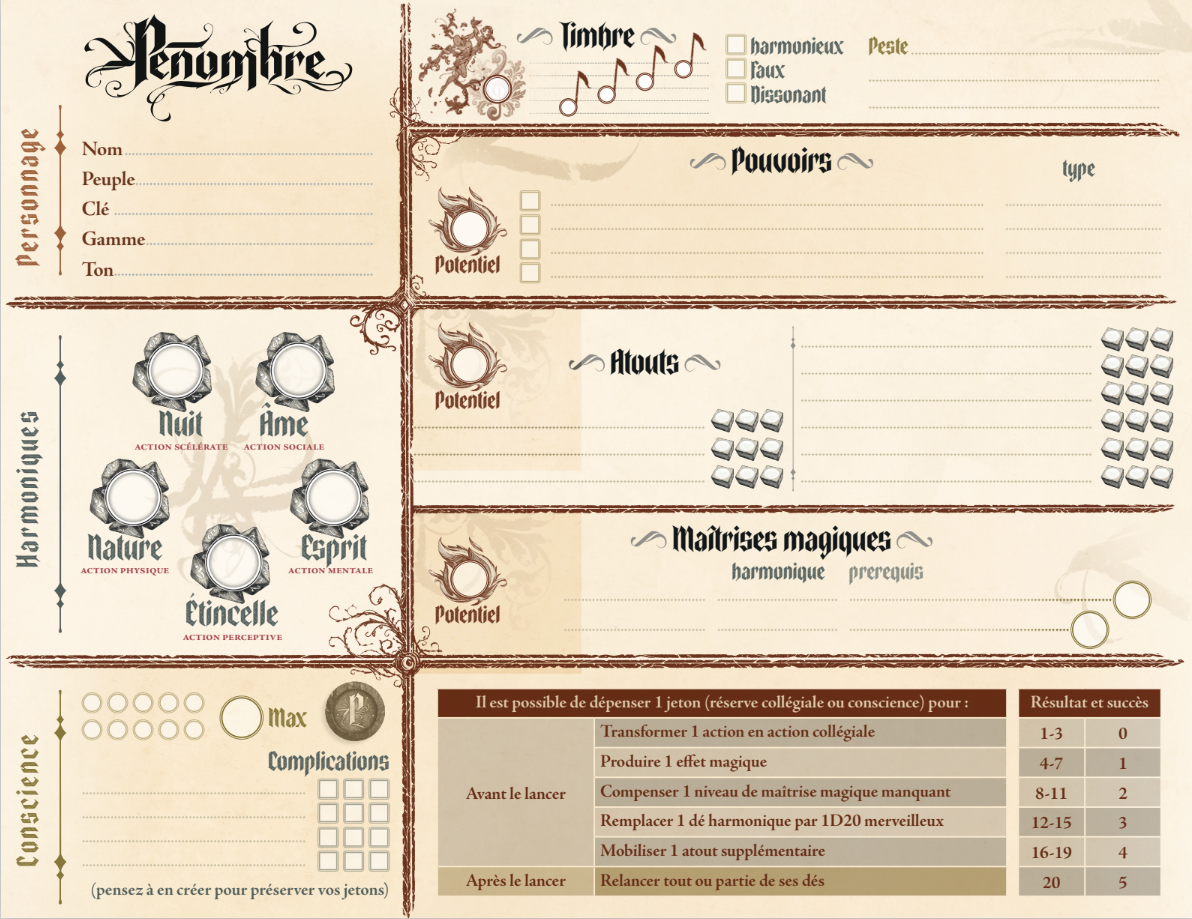 Pénombre
Personnage
Nom
Peuple
Clé
Gamme
Ton
Timbre
harmonieux
Faux
Dissonant
Peste
Pouvoirs
type
Potentiel
Harmoniques
Nuit
ACTION SCÉLÉRATE
Âme
ACTION SOCIALE
Nature
ACTION PHYSIQUE
Esprit
ACTION MENTALE
Étincelle
ACTION PERCEPTIVE
Potentiel
Atouts
Potentiel
Maîtrises magiques
harmonique prerequis
Conscience
Max
P
Complications
(pensez à en créer pour préserver vos jetons)
Il est possible de dépenser 1 jeton (réserve collégiale ou conscience) pour :
Avant le lancer
Transformer 1 action en action collégiale
Produire 1 effet magique
Compenser 1 niveau de maîtrise magique manquant
Remplacer 1 dé harmonique par 1D20 merveilleux
Mobiliser 1 atout supplémentaire
Après le lancer
Relancer tout ou partie de ses dés
Résultat et succès
1-3 0
4-7 1
8-11 2
12-15 3
16-19 4
20 5